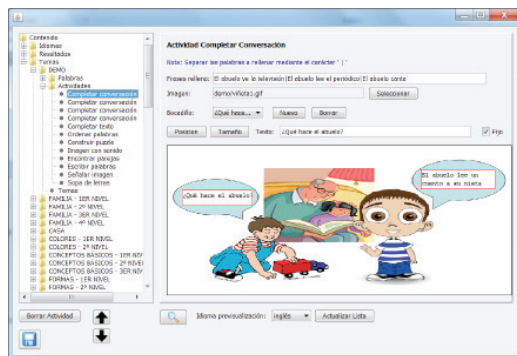 Contenido
Idiomas
Resultados
Temas
DEMO
Palabras
Actividades
Completar conversación
Completar conversación
Completar conversación
Completar conversación
Completar texto
Ordenar palabras
Construir puzzle
Imagen con sonido
Encontrar parejas
Escribir palabras
Señalar imagen
Sopa de letras
Temas
FAMILIA - 1ER NIVEL
FAMILIA - 2º NIVEL
FAMILIA - 3ER NIVEL
FAMILIA - 4º NIVEL
CASA
COLORES - 1ER NIVEL
COLORES - 2º NIVEL
CONCEPTOS BÁSICOS - 1ER NIV
CONCEPTOS BÁSICOS - 2º NIVEL
CONCEPTOS BÁSICOS - 3ER NIV
FORMAS - 1ER NIVEL
FORMAS - 2º NIVEL
Borrar Actividad
Actividad Completar Conversación
Nota: Separar las palabras a rellenar mediante el carácter '|'
Frases relleno: El abuelo ve la televisión|El abuelo lee el periódico|El abuelo conta
Imagen: demo/viñeta1.gif Seleccionar
Bocadillo: ¿Qué hace... Nuevo Borrar
Posicion Tamaño Texto: ¿Qué hace el abuelo? Fijo
¿Qué hace el abuelo
El abuelo lee un
cuento a su nieta
Idioma previsualización: inglés Actualizar Lista